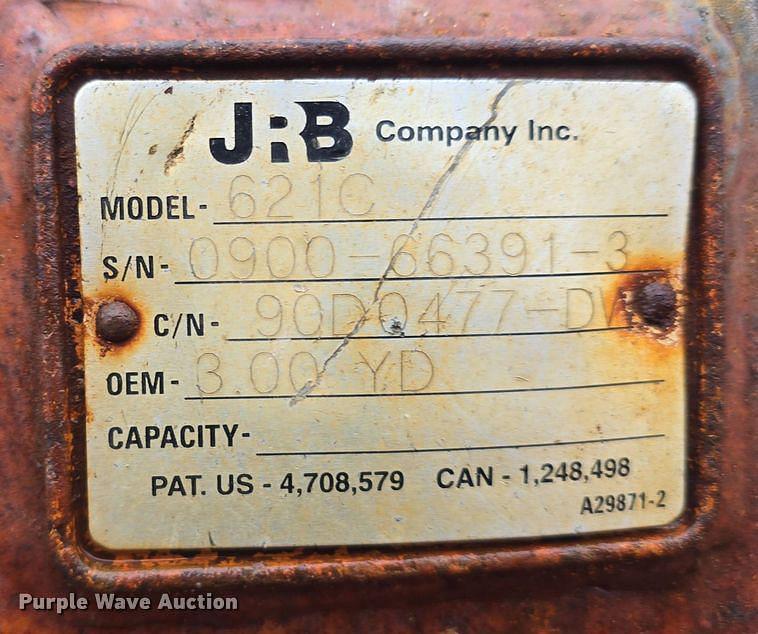 JRB Company Inc.
MODEL- 621C
S/N- 0900-66391-3
C/N- 90D0477-DV
OEM- 3.00 YD
CAPACITY-
PAT. US - 4,708,579 CAN - 1,248,498
A29871-2
Purple Wave Auction